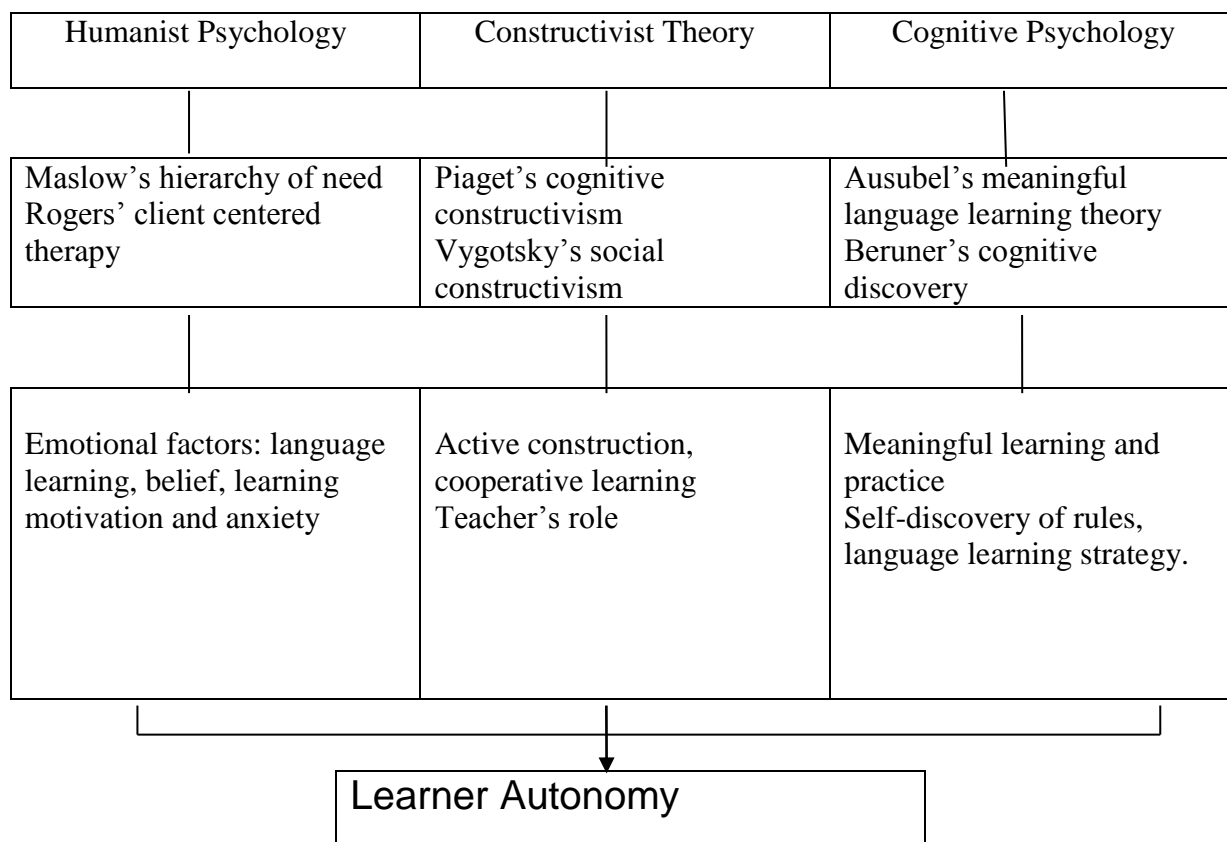 Humanist Psychology
Constructivist Theory
Cognitive Psychology
Maslow’s hierarchy of need
Rogers’ client centered
therapy
Piaget’s cognitive
constructivism
Vygotsky’s social
constructivism
Ausubel’s meaningful
language learning theory
Beruner’s cognitive
discovery
Emotional factors: language
learning, belief, learning
motivation and anxiety
Active construction,
cooperative learning
Teacher’s role
Meaningful learning and
practice
Self-discovery of rules,
language learning strategy.
Learner Autonomy